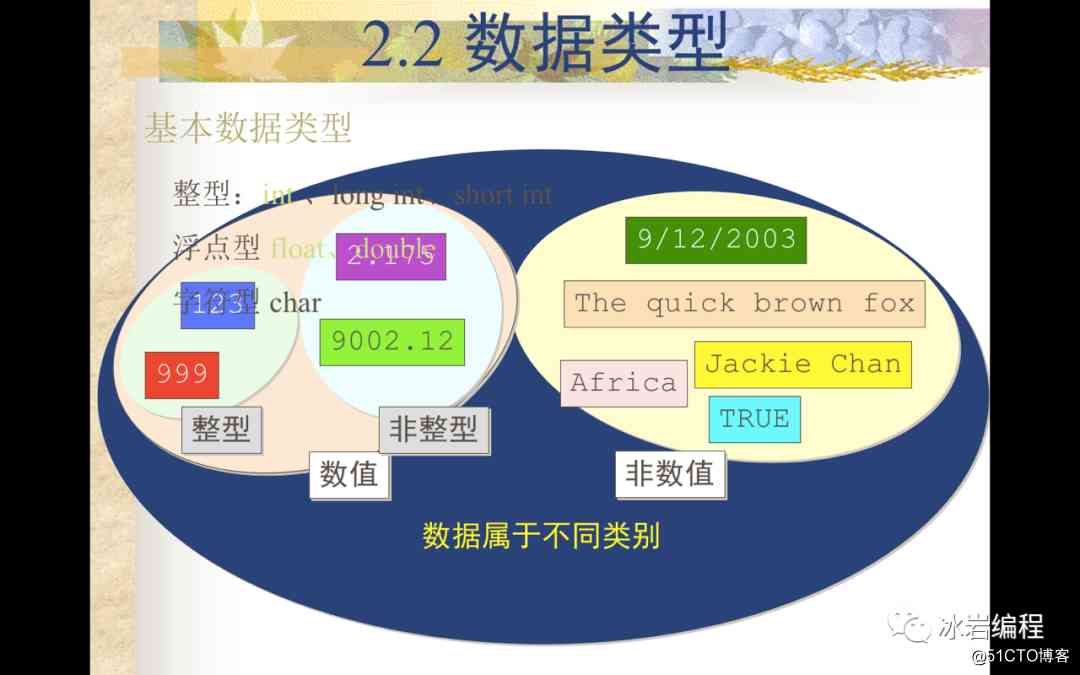 2.2 数据类型
基本数据类型
整型：int 、long int、short int
浮点型 float、double
字符型 char
2.175
123
9002.12
999
整型
非整型
数值
9/12/2003
The quick brown fox
Jackie Chan
Africa
TRUE
非数值
数据属于不同类别
冰岩编程
@51CTO博客